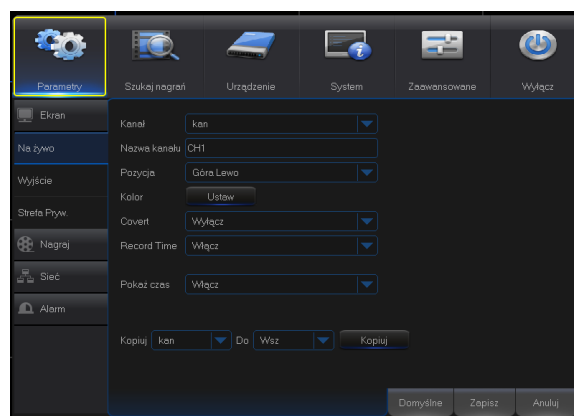 Parametry Szukaj nagrań Urządzenie System Zaawansowane Wyłącz
Ekran
Na żywo
Wyjście
Strefa Pryw.
Nagraj
Sieć
Alarm
Kanał kan
Nazwa kanału CH1
Pozycja Góra Lewo
Kolor Ustaw
Covert Wyłącz
Record Time Włącz
Pokaż czas Włącz
Kopiuj kan Do Wsz Kopiuj
Domyślne Zapisz Anuluj